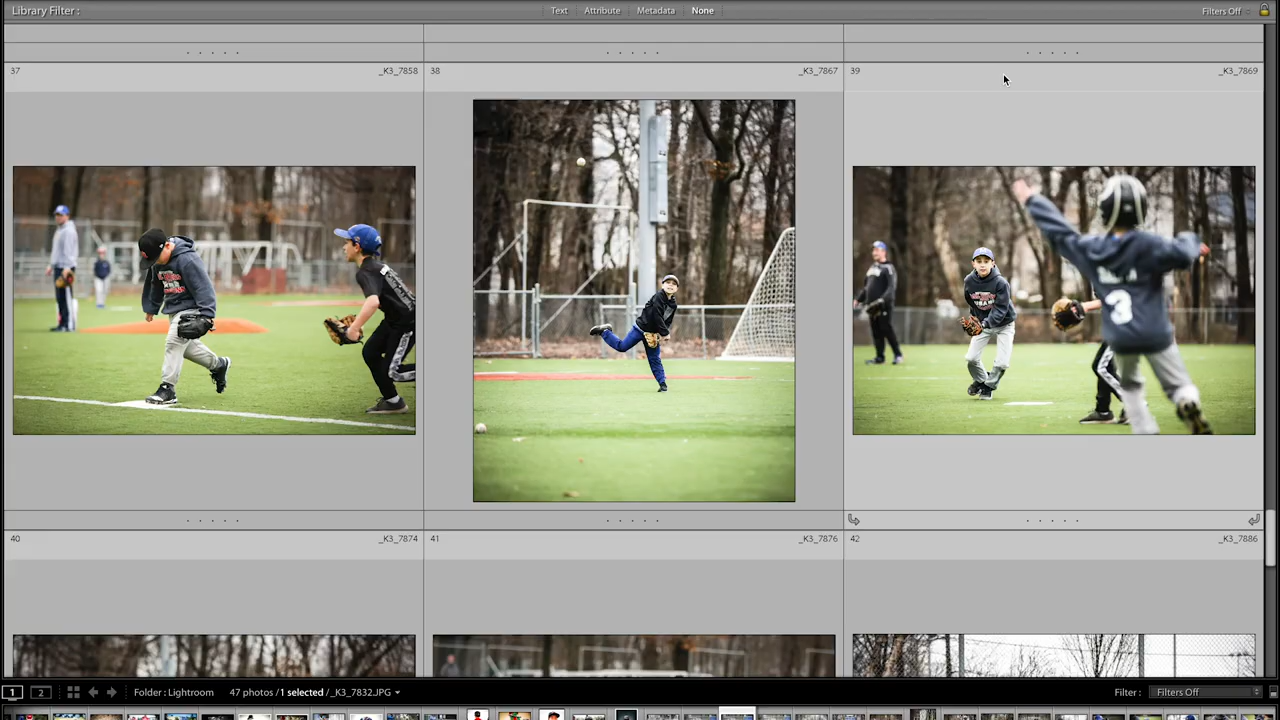 Library Filter :
Text Attribute Metadata None
Filters Off
37 _K3_7858
38 _K3_7867
39 _K3_7869
3
40 _K3_7874
41 _K3_7876
42 _K3_7886
1 2 Folder : Lightroom 47 photos / 1 selected / _K3_7832.JPG
Filter : Filters Off